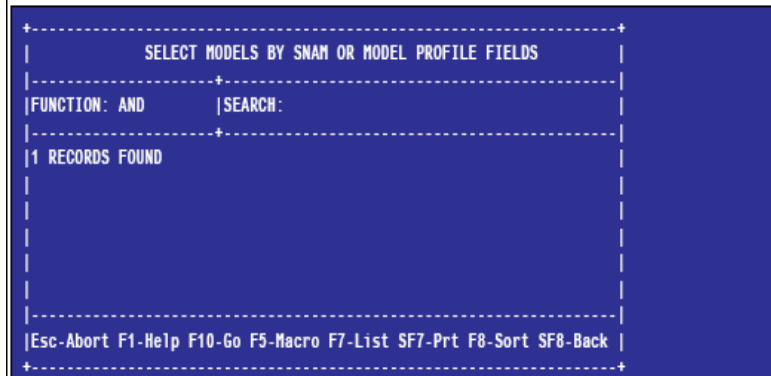 SELECT MODELS BY SNAM OR MODEL PROFILE FIELDS
FUNCTION: AND |SEARCH:
1 RECORDS FOUND
Esc-Abort F1-Help F10-Go F5-Macro F7-List SF7-Prt F8-Sort SF8-Back